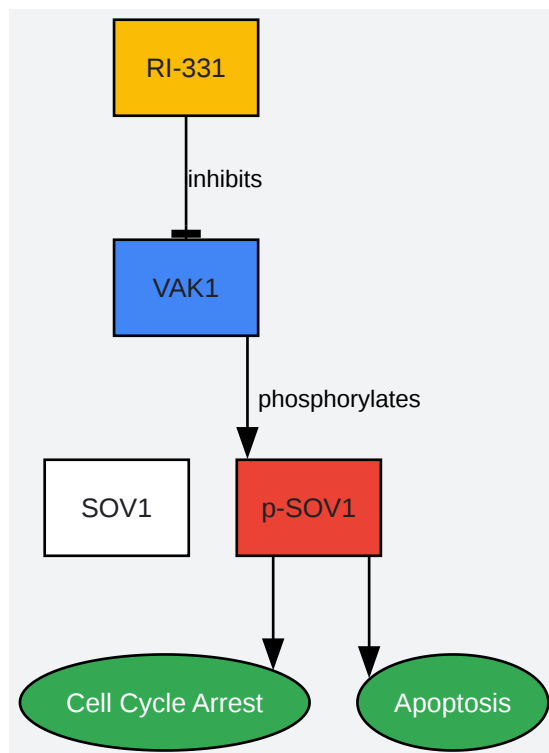 RI-331
inhibits
VAK1
phosphorylates
SOV1
p-SOV1
Cell Cycle Arrest
Apoptosis